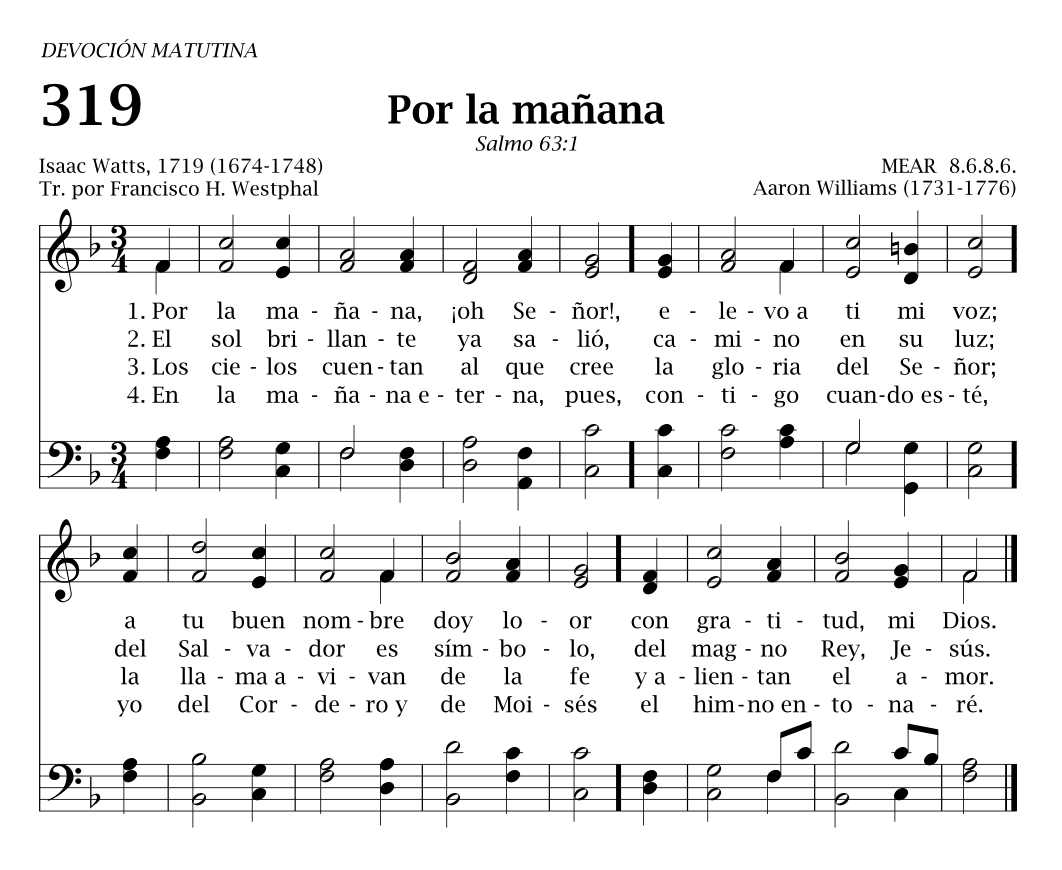 DEVOCIÓN MATUTINA
319
Por la mañana
Salmo 63:1
Isaac Watts, 1719 (1674-1748)
MEAR 8.6.8.6.
Tr. por Francisco H. Westphal
Aaron Williams (1731-1776)
1. Por la ma - ña - na, ¡oh Se - ñor!, e - le - vo a ti mi voz;
2. El sol bri - llan - te ya sa - lió, ca - mi - no en su luz;
3. Los cie - los cuen - tan al que cree la glo - ria del Se - ñor;
4. En la ma - ña - na e - ter - na, pues, con - ti - go cuan - do es - té,
a tu buen nom - bre doy lo - or con gra - ti - tud, mi Dios.
del Sal - va - dor es sím - bo - lo, del mag - no Rey, Je - sús.
la lla - ma a - vi - van de la fe y a - lien - tan el a - mor.
yo del Cor - de - ro y de Moi - sés el him - no en - to - na - ré.